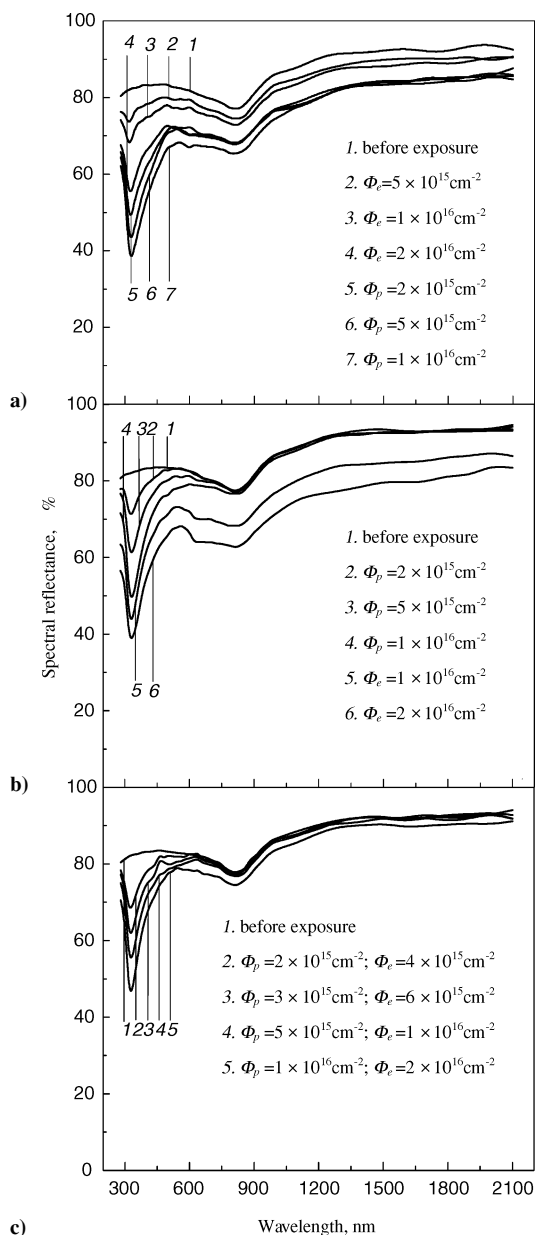 100
4 3 2 1
80
60
40
5 6 7
20
1. before exposure
2. Φe=5 × 10¹⁵cm⁻²
3. Φe =1 × 10¹⁶cm⁻²
4. Φe =2 × 10¹⁶cm⁻²
5. Φp =2 × 10¹⁵cm⁻²
6. Φp =5 × 10¹⁵cm⁻²
7. Φp =1 × 10¹⁶cm⁻²
a)
100
4 3 2 1
80
60
40
5 6
20
1. before exposure
2. Φp =2 × 10¹⁵cm⁻²
3. Φp =5 × 10¹⁵cm⁻²
4. Φp =1 × 10¹⁶cm⁻²
5. Φe =1 × 10¹⁶cm⁻²
6. Φe =2 × 10¹⁶cm⁻²
Spectral reflectance, %
b)
100
80
60
40
1 2 3 4 5
20
0
1. before exposure
2. Φp =2 × 10¹⁵cm⁻²; Φe =4 × 10¹⁵cm⁻²
3. Φp =3 × 10¹⁵cm⁻²; Φe =6 × 10¹⁵cm⁻²
4. Φp =5 × 10¹⁵cm⁻²; Φe =1 × 10¹⁶cm⁻²
5. Φp =1 × 10¹⁶cm⁻²; Φe =2 × 10¹⁶cm⁻²
300 600 900 1200 1500 1800 2100
c)
Wavelength, nm